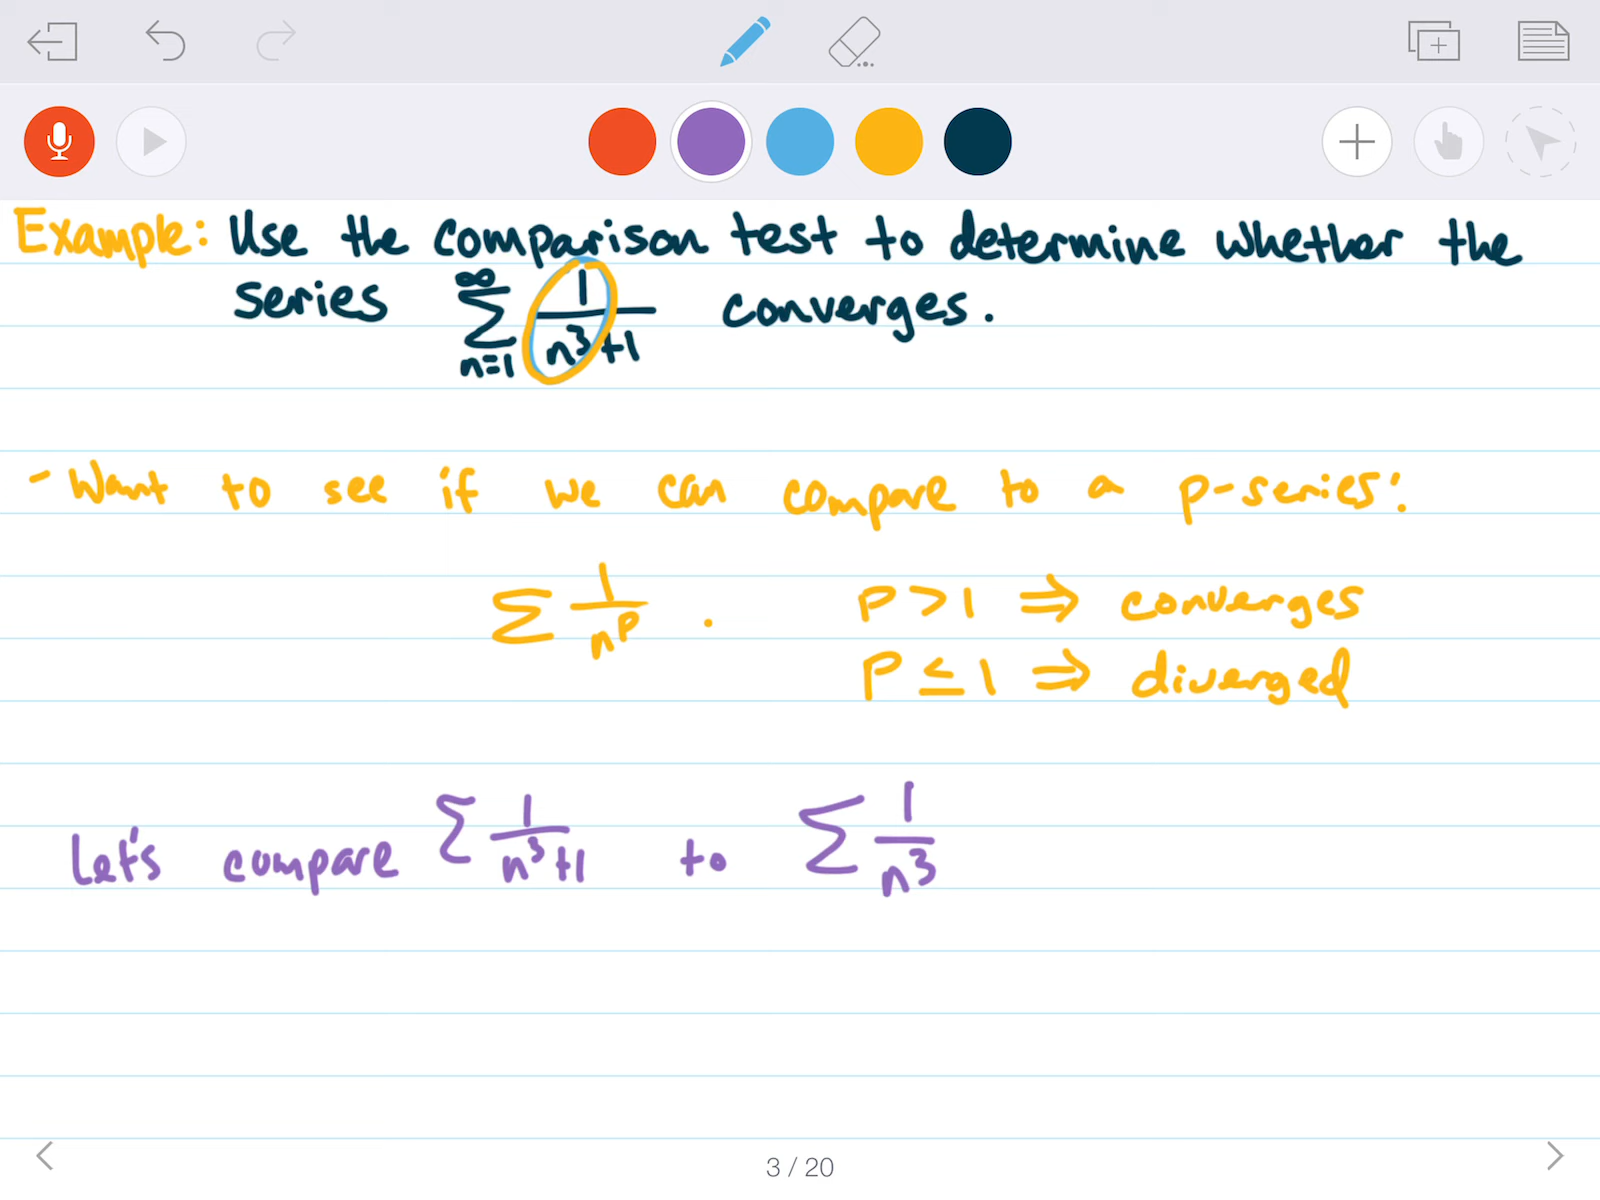 Example: Use the comparison test to determine whether the
series ∞∑n=1 1/(n³+1) converges.
- Want to see if we can compare to a p-series:
∑ 1/nᵖ . P > 1 ⇒ converges
P ≤ 1 ⇒ diverged
Let's compare ∑ 1/(n³+1) to ∑ 1/n³
3 / 20